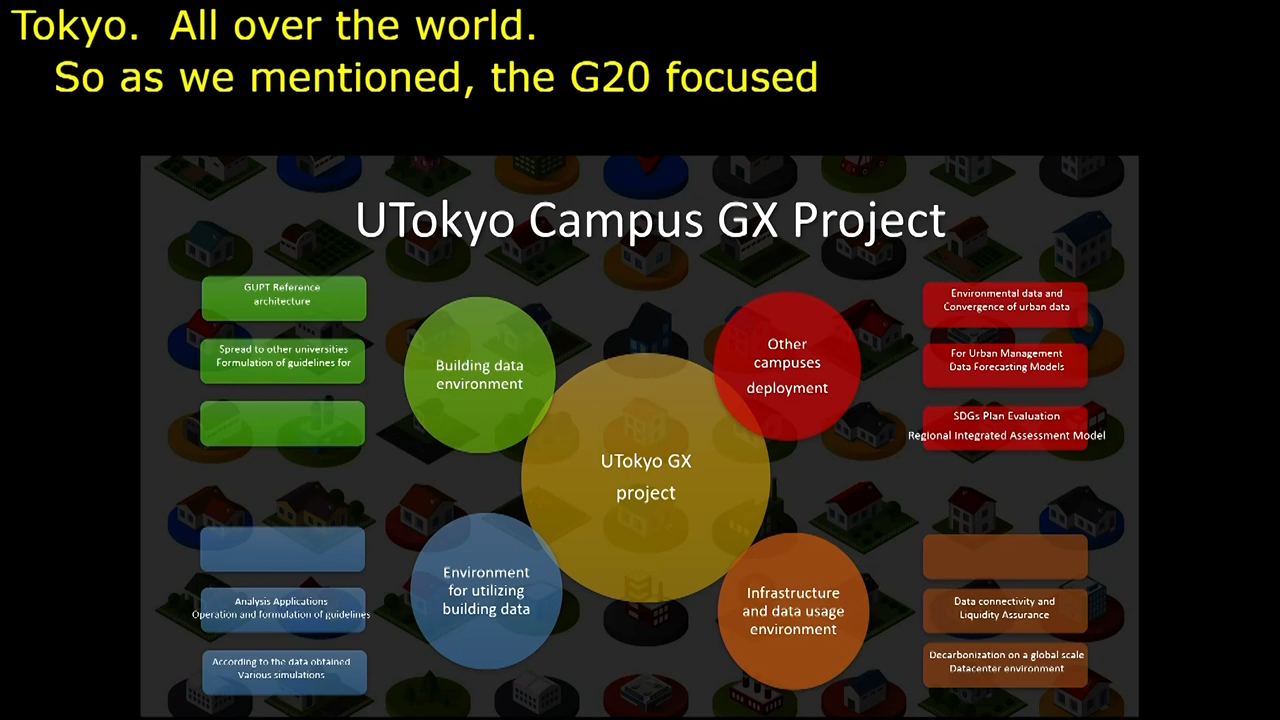 Tokyo.  All over the world.
So as we mentioned, the G20 focused
UTokyo Campus GX Project
GUPT Reference
architecture
Spread to other universities
Formulation of guidelines for
Building data
environment
Other
campuses
deployment
Environmental data and
Convergence of urban data
For Urban Management
Data Forecasting Models
SDGs Plan Evaluation
Regional Integrated Assessment Model
UTokyo GX
project
Analysis Applications
Operation and formulation of guidelines
According to the data obtained
Various simulations
Environment
for utilizing
building data
Infrastructure
and data usage
environment
Data connectivity and
Liquidity Assurance
Decarbonization on a global scale
Datacenter environment